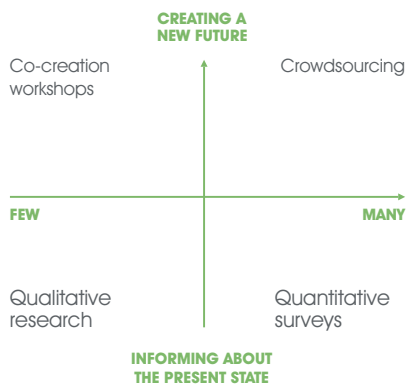 CREATING A
NEW FUTURE
Co-creation
workshops
Crowdsourcing
FEW
MANY
Qualitative
research
Quantitative
surveys
INFORMING ABOUT
THE PRESENT STATE